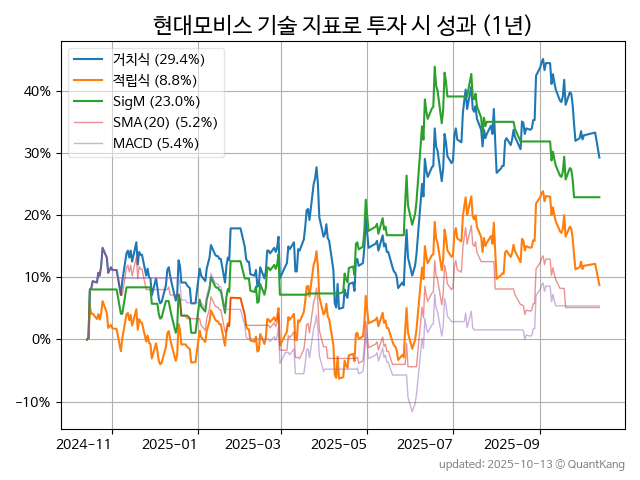 현대모비스 기술 지표로 투자 시 성과 (1년)
거치식 (29.4%)
적립식 (8.8%)
SigM (23.0%)
SMA(20) (5.2%)
MACD (5.4%)
40%
30%
20%
10%
0%
−10%
2024-11
2025-01
2025-03
2025-05
2025-07
2025-09
updated: 2025-10-13 © QuantKang